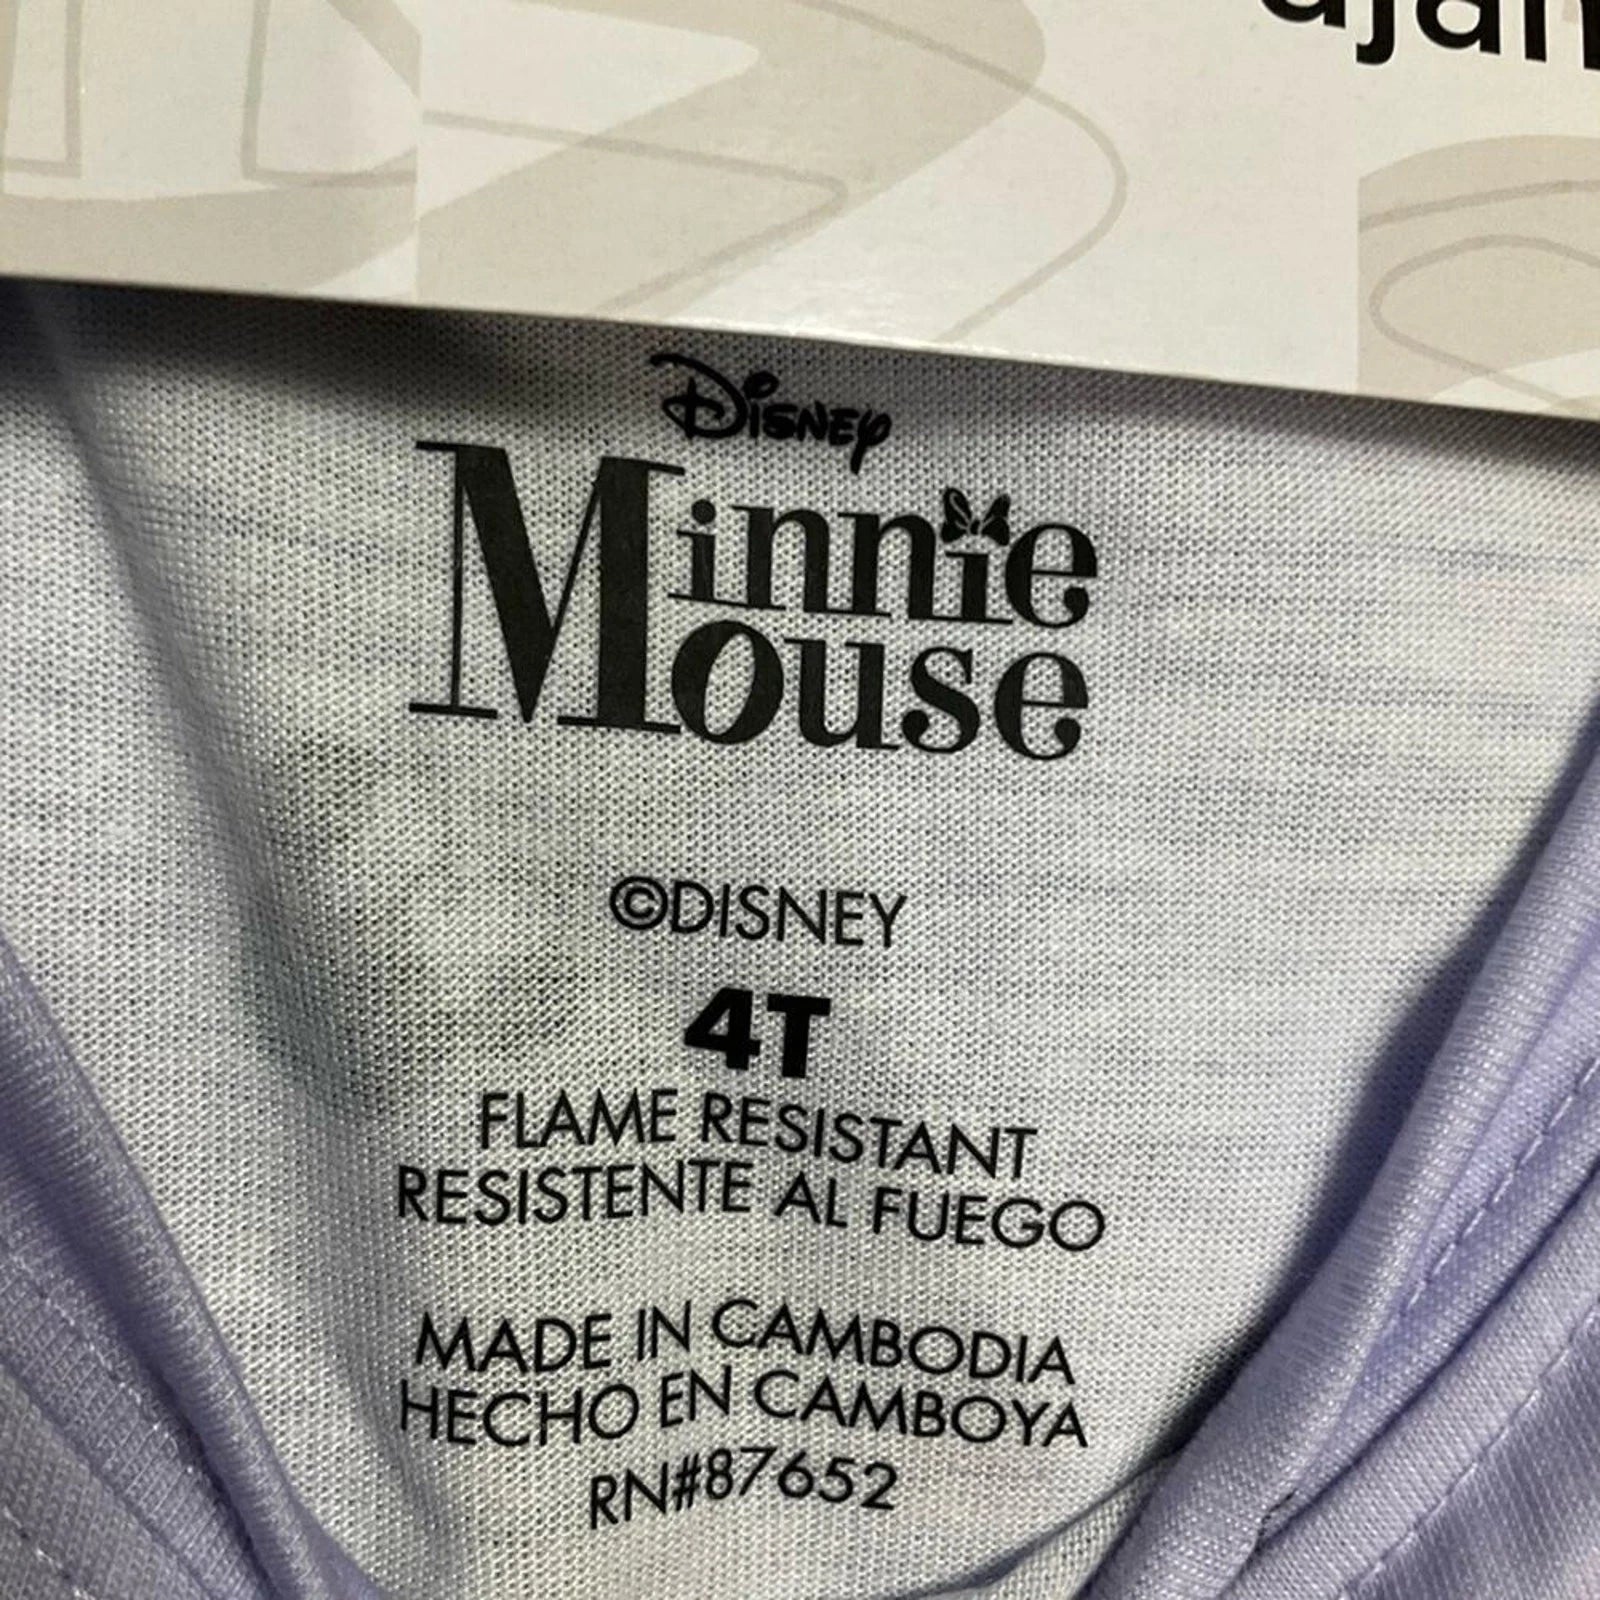 Disney
Minnie
Mouse
©DISNEY
4T
FLAME RESISTANT
RESISTENTE AL FUEGO
MADE IN CAMBODIA
HECHO EN CAMBOYA
RN#87652